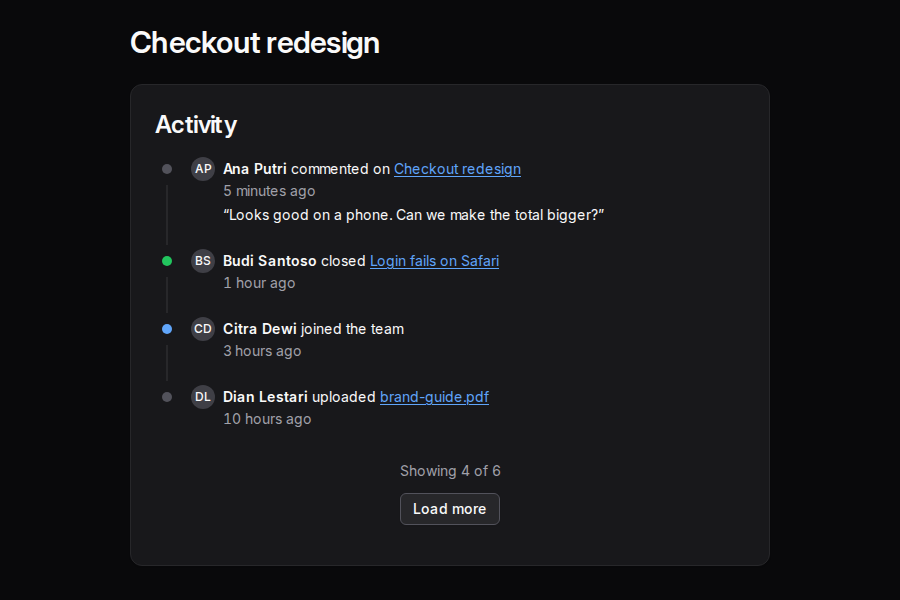 Checkout redesign
Activity
AP Ana Putri commented on Checkout redesign
5 minutes ago
“Looks good on a phone. Can we make the total bigger?”
BS Budi Santoso closed Login fails on Safari
1 hour ago
CD Citra Dewi joined the team
3 hours ago
DL Dian Lestari uploaded brand-guide.pdf
10 hours ago
Showing 4 of 6
Load more